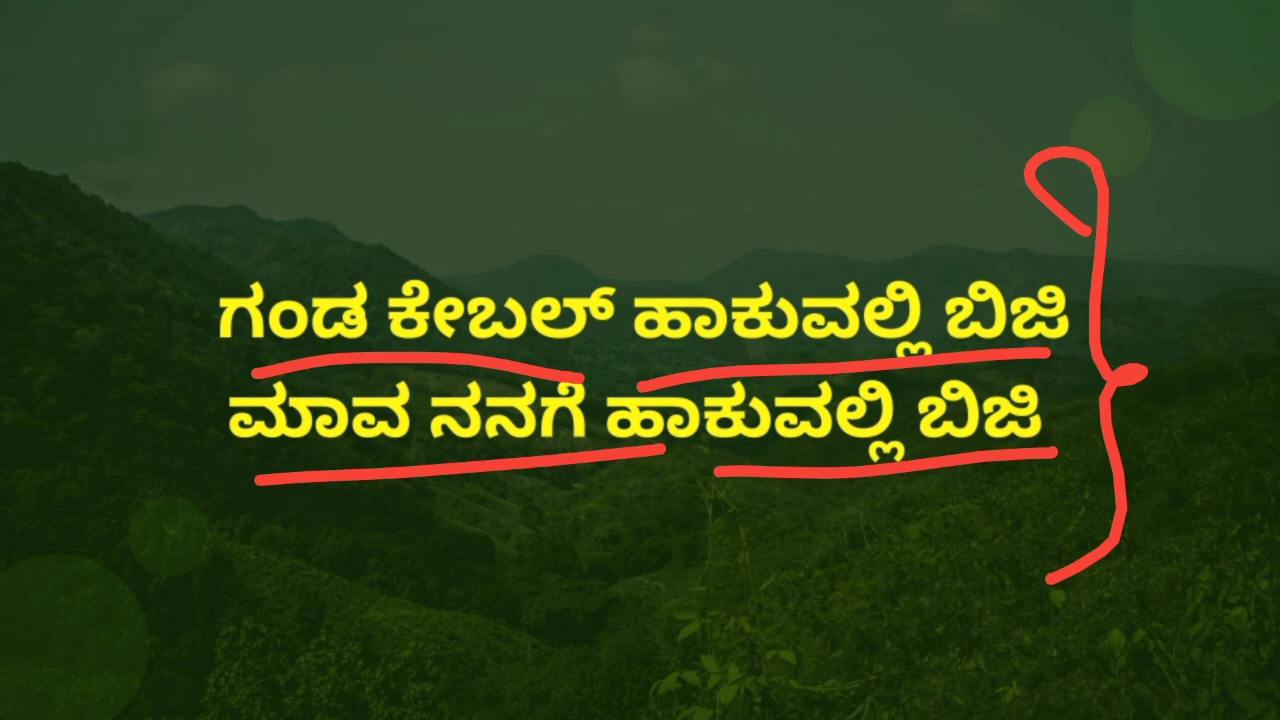 ಗಂಡ ಕೇಬಲ್ ಹಾಕುವಲ್ಲಿ ಬಿಜಿ
ಮಾವ ನನಗೆ ಹಾಕುವಲ್ಲಿ ಬಿಜಿ